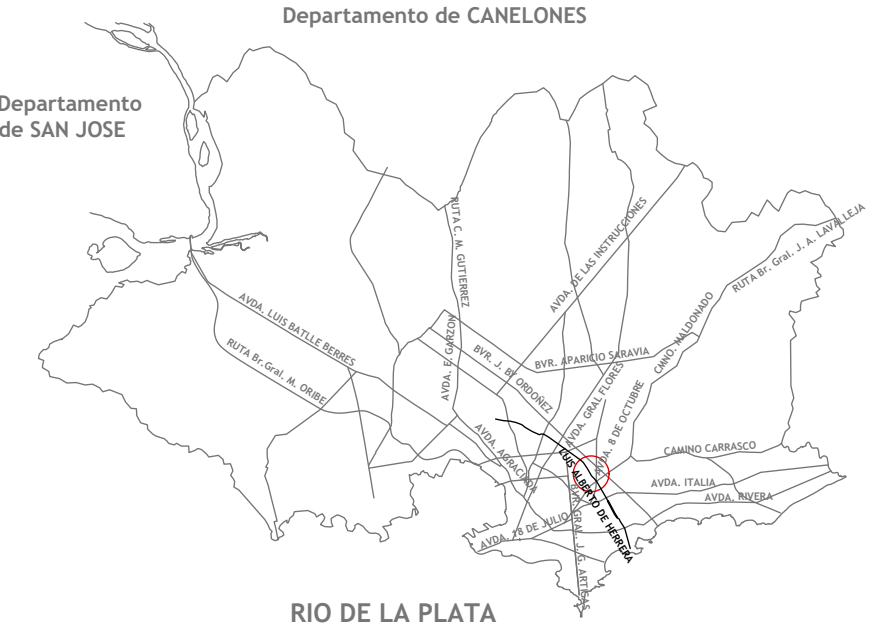 Departamento de CANELONES
Departamento
de SAN JOSE
RUTA C. M. GUTIERREZ
AVDA. DE LAS INSTRUCCIONES
RUTA Br. Gral. J. A. LAVALLEJA
AVDA. LUIS BATLLE BERRES
RUTA Br.Gral. M. ORIBE
AVDA. E. GARZON
BVR. J. BY ORDOÑEZ
BVR. APARICIO SARAVIA
CMNO. MALDONADO
AVDA. GRAL FLORES
AVDA. 8 DE OCTUBRE
AVDA. AGRACIADA
CAMINO CARRASCO
LUIS ALBERTO DE HERRERA
AVDA. ITALIA
AVDA. RIVERA
AVDA. 18 DE JULIO
BVR. GRAL. J. G. ARTIGAS
RIO DE LA PLATA